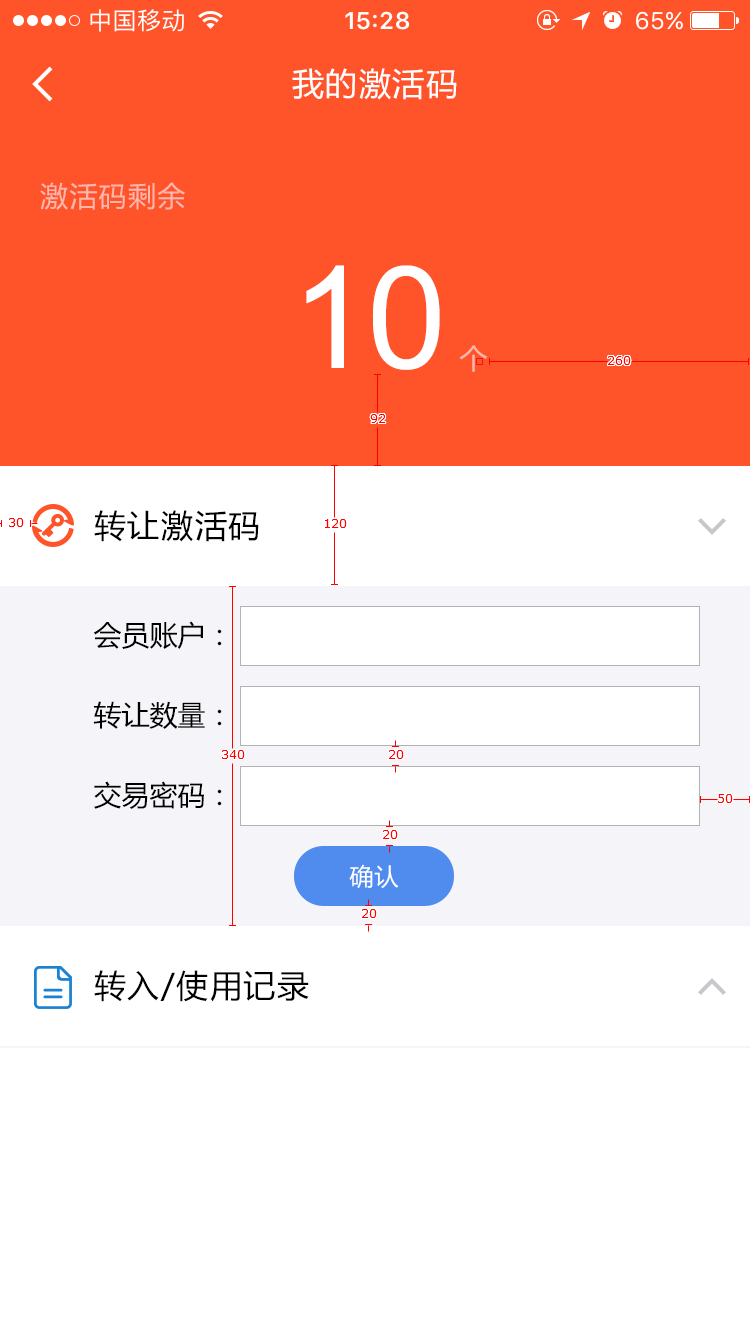 中国移动 15:28 65%
我的激活码
激活码剩余
10 个
260
92
30 转让激活码 120
会员账户：
转让数量：
340 20
交易密码： 50
20
确认
20
转入/使用记录